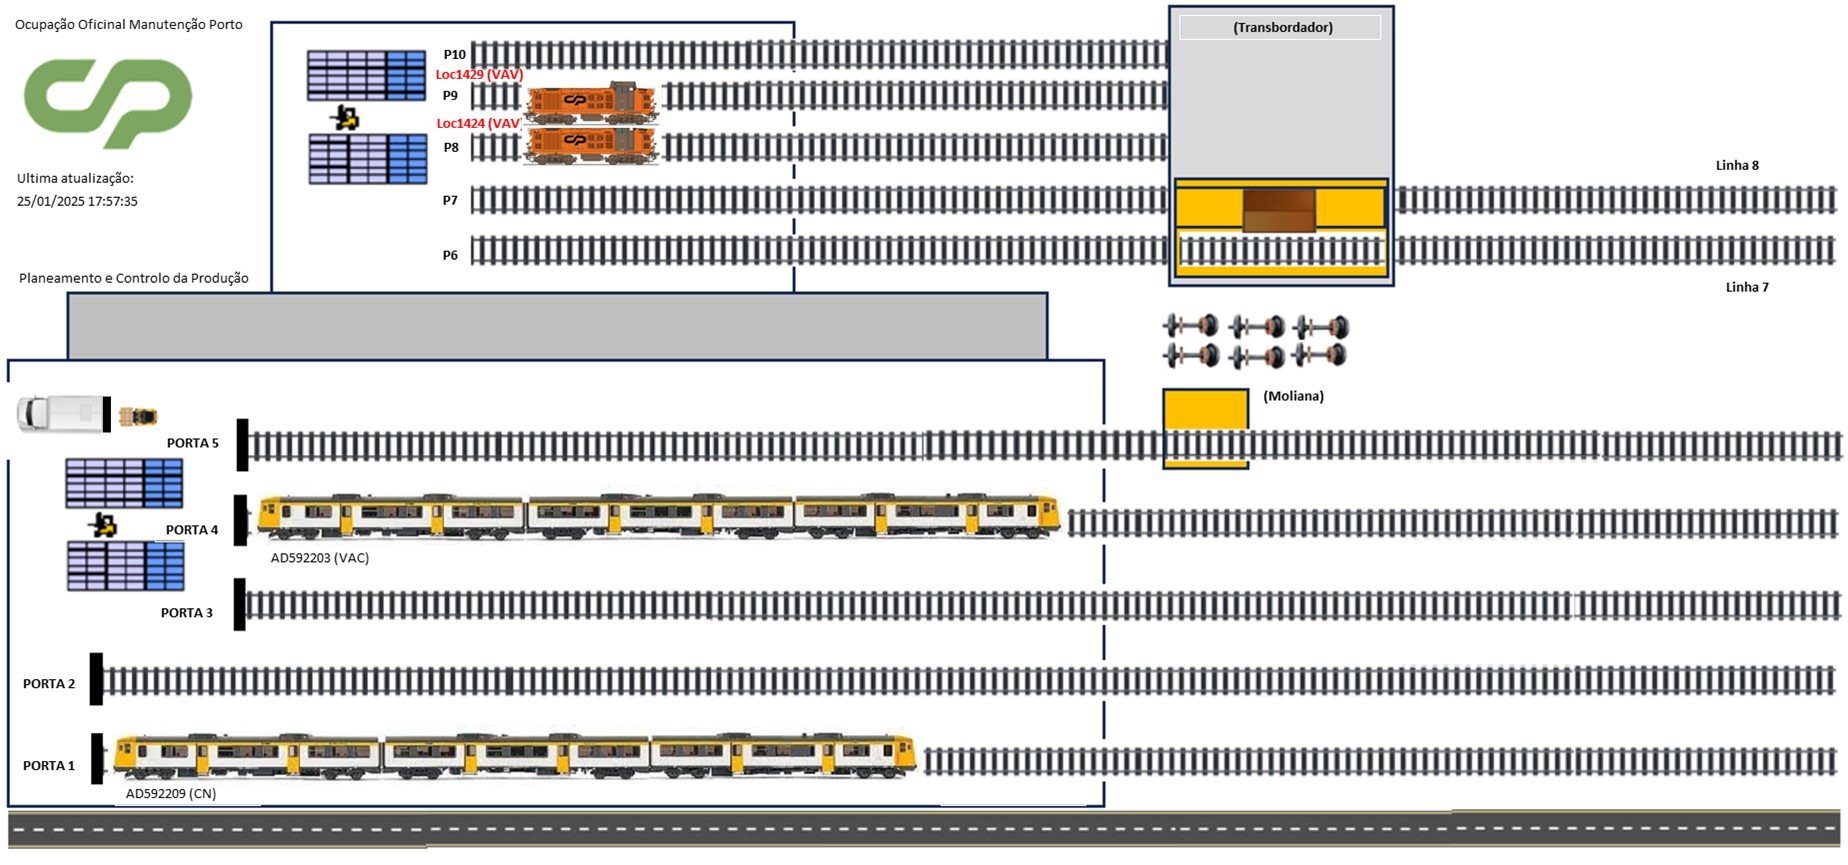 Ocupação Oficinal Manutenção Porto
(Transbordador)
P10
Loc1429 (VAV)
P9
Loc1424 (VAV)
P8
Linha 8
Ultima atualização:
25/01/2025 17:57:35
P7
P6
Planeamento e Controlo da Produção
Linha 7
(Moliana)
PORTA 5
PORTA 4
AD592203 (VAC)
PORTA 3
PORTA 2
PORTA 1
AD592209 (CN)